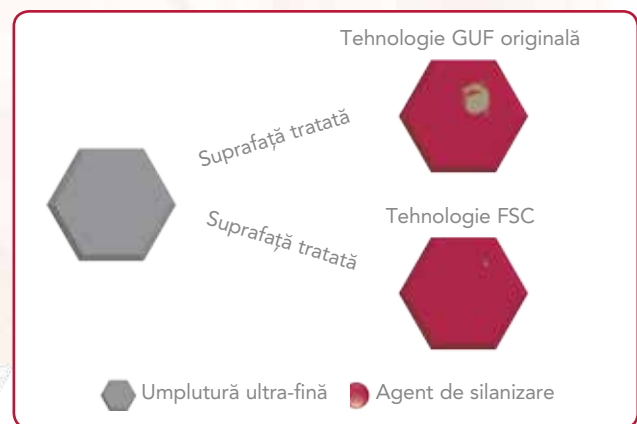 Tehnologie GUF originală
Suprafață tratată
Tehnologie FSC
Suprafață tratată
Umplutură ultra-fină
Agent de silanizare